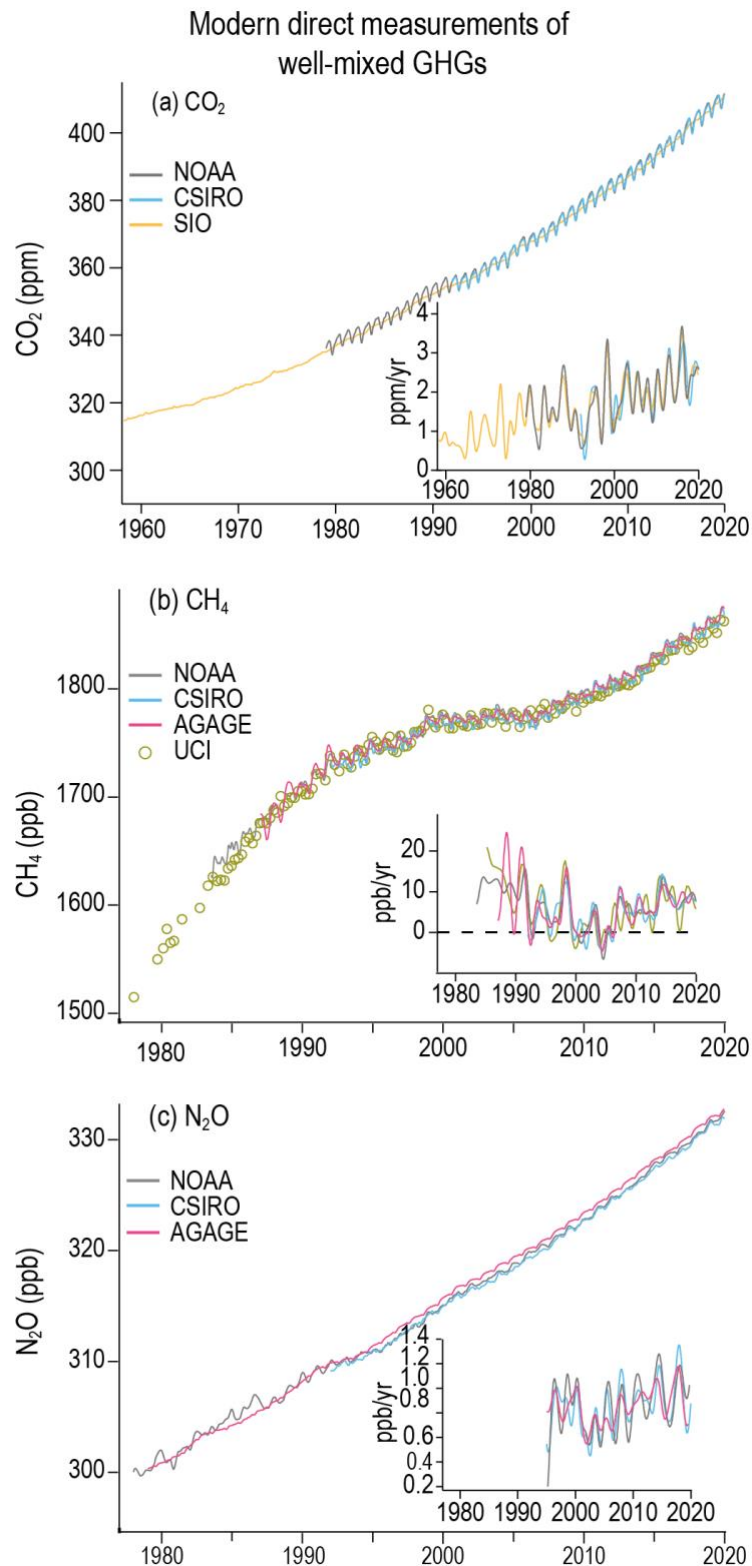 Modern direct measurements of
well-mixed GHGs
(a) CO₂
NOAA
CSIRO
SIO
CO₂ (ppm)
400
380
360
340
320
300
1960
1970
1980
1990
2000
2010
2020
ppm/yr
4
3
2
1
0
1960
1980
2000
2020
(b) CH₄
NOAA
CSIRO
AGAGE
UCI
CH₄ (ppb)
1800
1700
1600
1500
1980
1990
2000
2010
2020
ppb/yr
20
10
0
1980
1990
2000
2010
2020
(c) N₂O
NOAA
CSIRO
AGAGE
N₂O (ppb)
330
320
310
300
1980
1990
2000
2010
2020
ppb/yr
1.4
1.2
1.0
0.8
0.6
0.4
0.2
1980
1990
2000
2010
2020